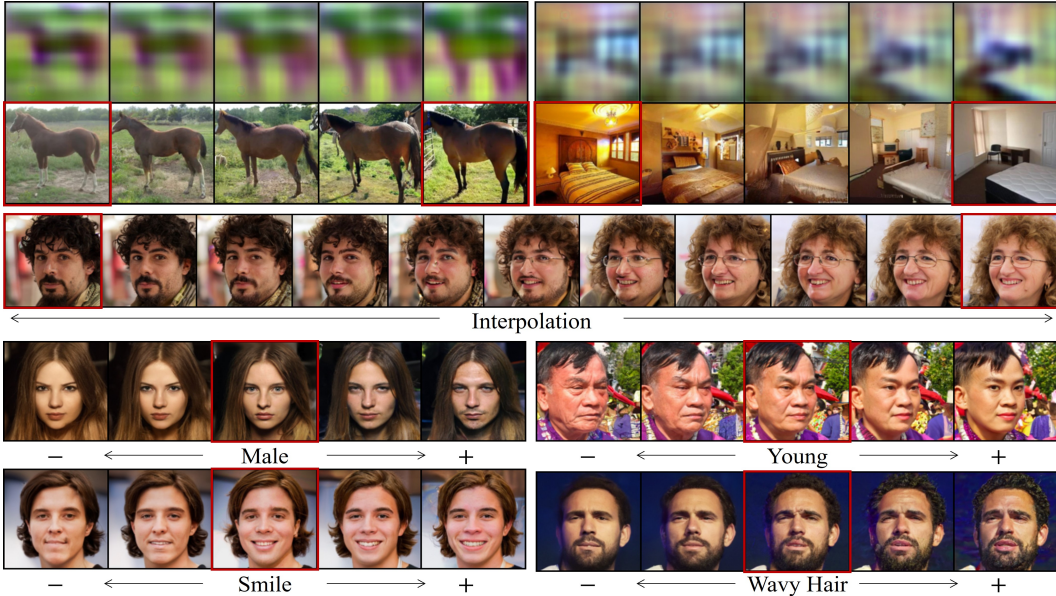 Interpolation
− Male +
− Young +
− Smile +
− Wavy Hair +